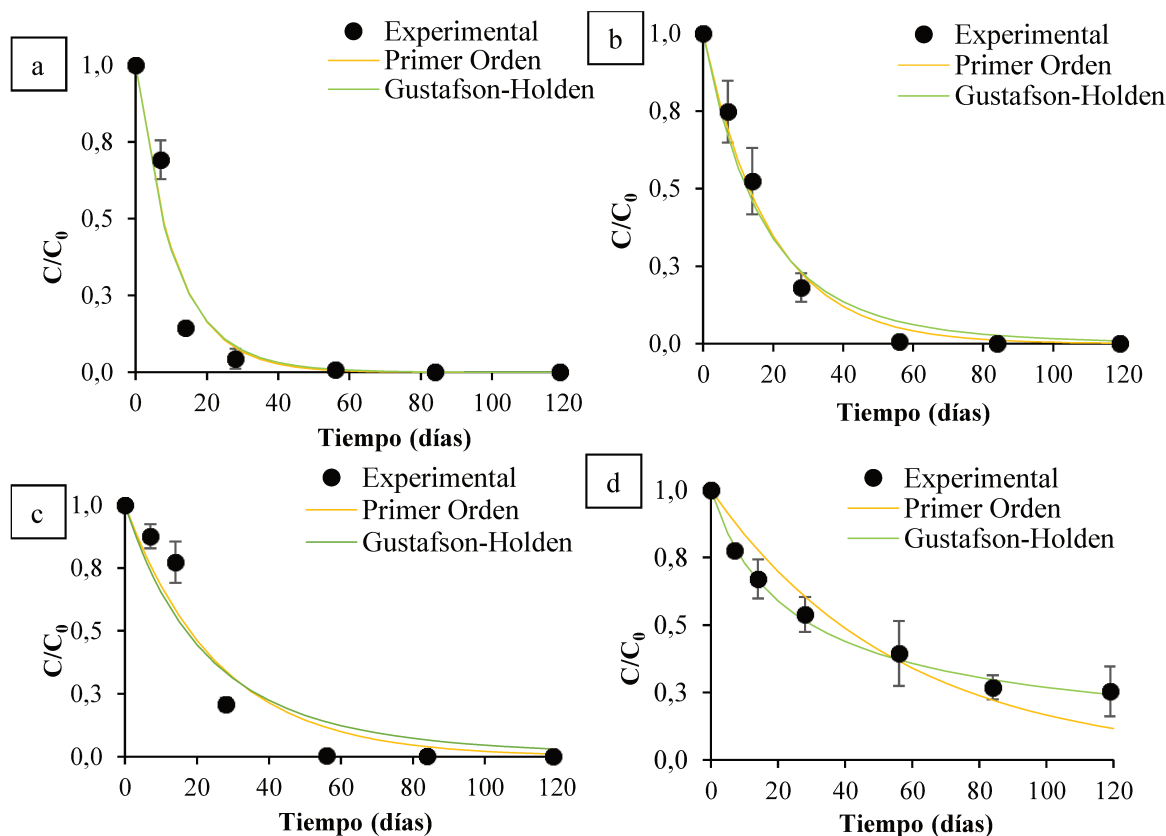 a
Experimental
Primer Orden
Gustafson-Holden
1,0
0,8
0,5
0,3
0,0
C/C0
0 20 40 60 80 100 120
Tiempo (días)
b
Experimental
Primer Orden
Gustafson-Holden
1,0
0,8
0,5
0,3
0,0
C/C0
0 20 40 60 80 100 120
Tiempo (días)
c
Experimental
Primer Orden
Gustafson-Holden
1,0
0,8
0,5
0,3
0,0
C/C0
0 20 40 60 80 100 120
Tiempo (días)
d
Experimental
Primer Orden
Gustafson-Holden
1,0
0,8
0,5
0,3
0,0
C/C0
0 20 40 60 80 100 120
Tiempo (días)